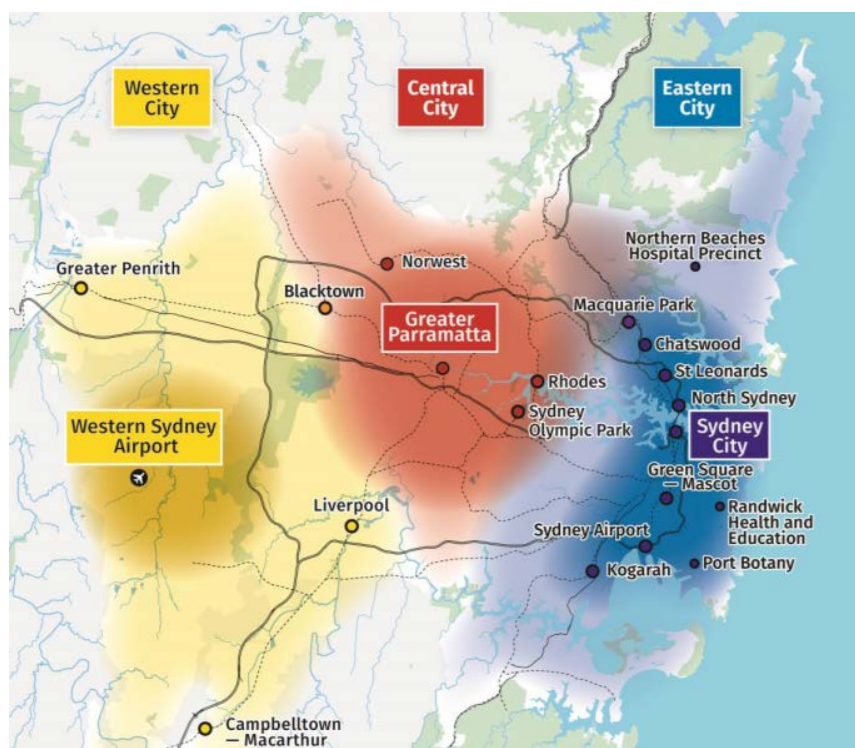 Western
City
Central
City
Eastern
City
Northern Beaches
Hospital Precinct
Norwest
Greater Penrith
Blacktown
Macquarie Park
Greater
Parramatta
Chatswood
St Leonards
Rhodes
North Sydney
Western Sydney
Airport
Sydney
Olympic Park
Sydney
City
Green Square
— Mascot
Liverpool
Randwick
Health and
Education
Sydney Airport
Port Botany
Kogarah
Campbelltown
— Macarthur